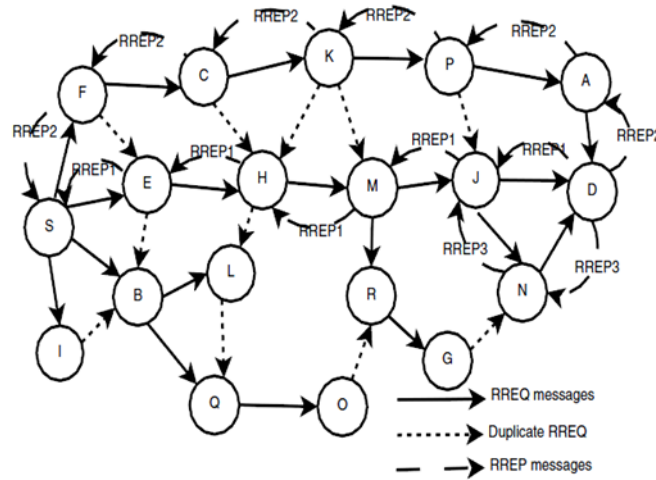 RREP2
RREP2
RREP2
RREP2
K
C
P
A
F
RREP2
RREP2
RREP1
RREP1
RREP1
RREP1
E
H
M
J
D
S
RREP1
RREP3
RREP3
L
B
R
N
I
G
Q
O
RREQ messages
Duplicate RREQ
RREP messages